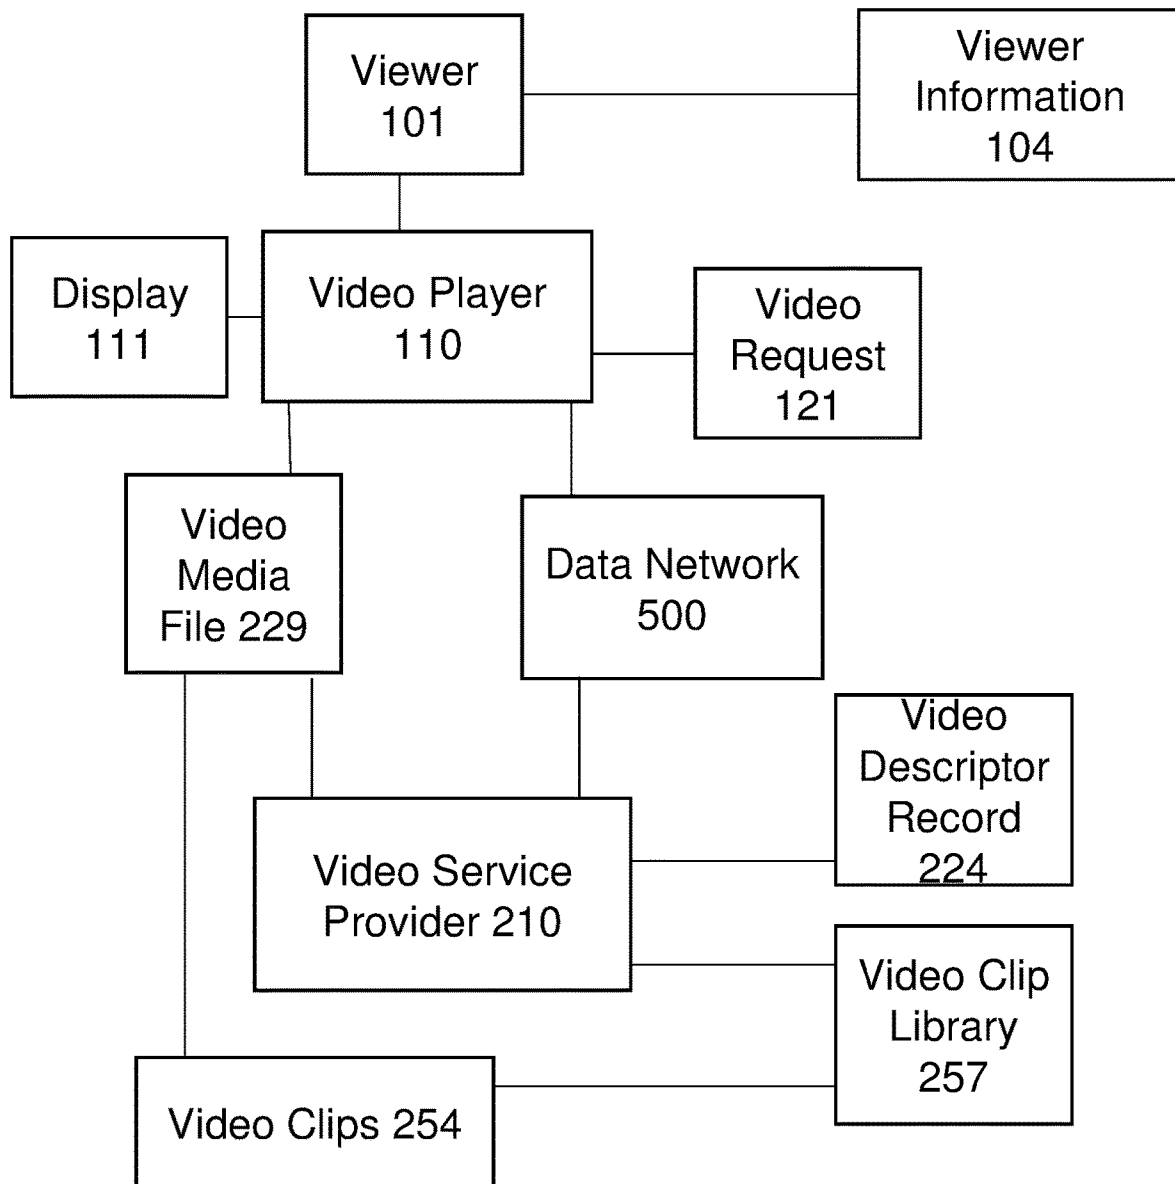 Viewer
101
Viewer
Information
104
Display
111
Video Player
110
Video
Request
121
Video
Media
File 229
Data Network
500
Video
Descriptor
Record
224
Video Service
Provider 210
Video Clip
Library
257
Video Clips 254